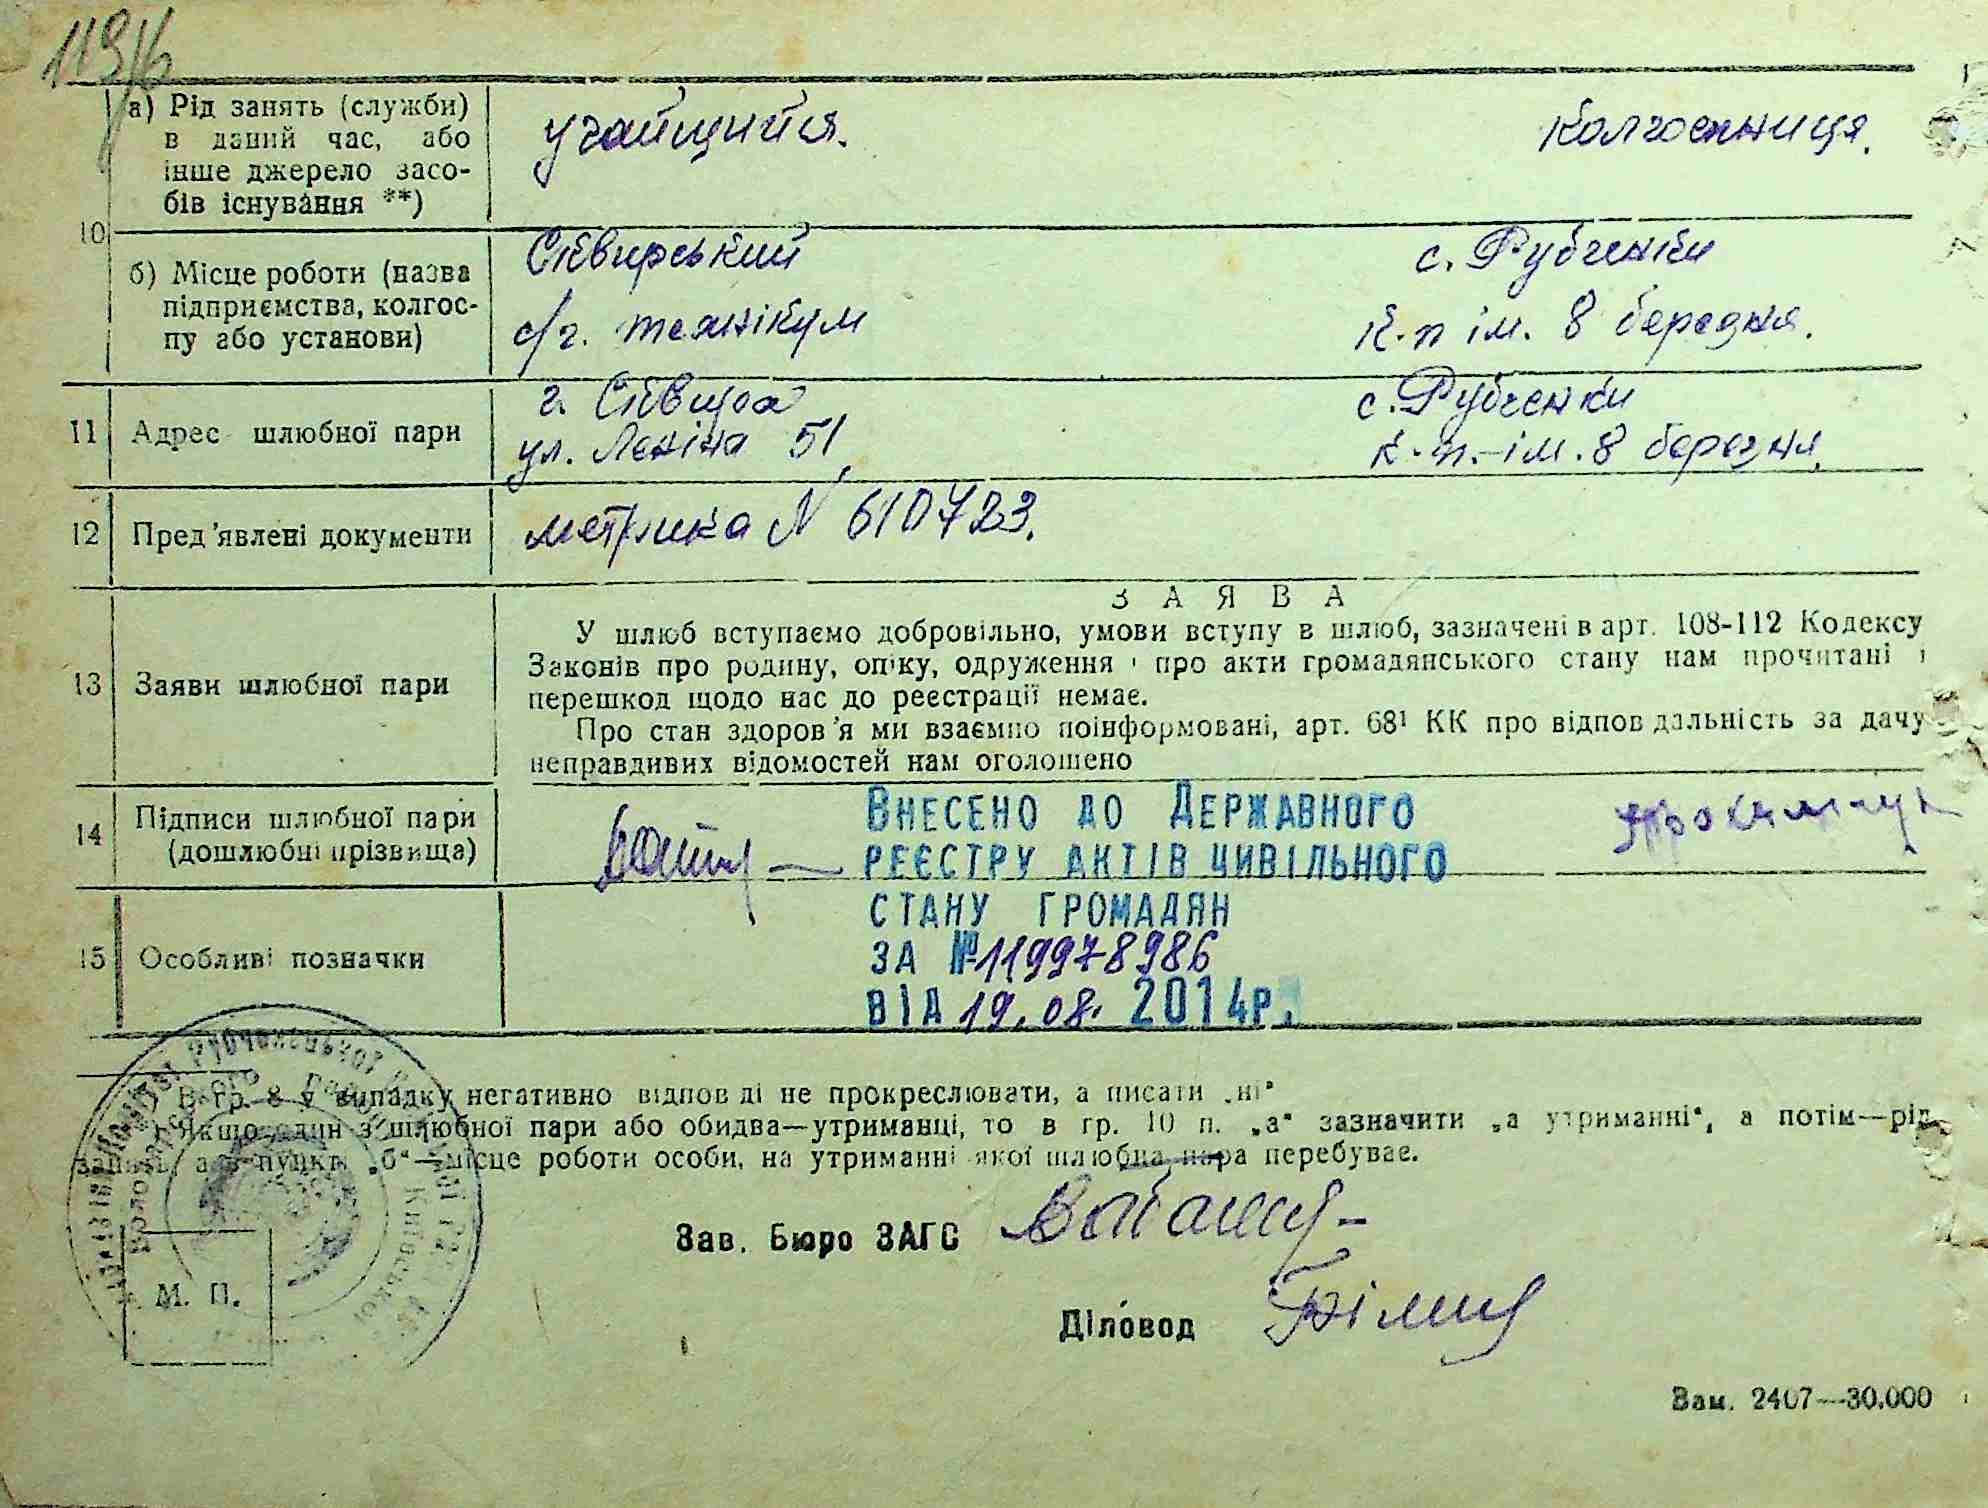 а) Рід занять (служби)
в даний час, або
інше джерело засо-
бів існування **)
учайщийся.
колгоспниця.
10
б) Місце роботи (назва
підприємства, колгос-
пу або установи)
Сквирський
с/г. технікум
с. Рубченки
к-п ім. 8 березня.
11 Адрес шлюбної пари
г. Сквира
ул. Леніна 51,
с. Рубченки
к-п-ім. 8 березня,
12 Пред'явлені документи
метрика N 610723.
13 Заяви шлюбної пари
ЗАЯВА
У шлюб вступаємо добровільно, умови вступу в шлюб, зазначені в арт. 108-112 Кодексу
Законів про родину, опіку, одруження і про акти громадянського стану нам прочитані і
перешкод щодо нас до реєстрації немає.
Про стан здоров'я ми взаємно поінформовані, арт. 68¹ КК про відповідальність за дачу
неправдивих відомостей нам оголошено
14 Підписи шлюбної пари
(дошлюбні прізвища)
15 Особливі позначки
ВНЕСЕНО ДО ДЕРЖАВНОГО
РЕЄСТРУ АКТІВ ЦИВІЛЬНОГО
СТАНУ ГРОМАДЯН
ЗА №119978986
ВІД 19.08. 2014р.
*) В гр. 8 у випадку негативно відповіді не прокреслювати, а писати „ні"
Якщо один з шлюбної пари або обидва—утриманці, то в гр. 10 п. „а" зазначити „а утриманні", а потім—рід
занять, а в пункті „б"—місце роботи особи, на утриманні якої шлюбна пара перебуває.
Зав. Бюро ЗАГС
Діловод
М. П.
Зам. 2407—30.000